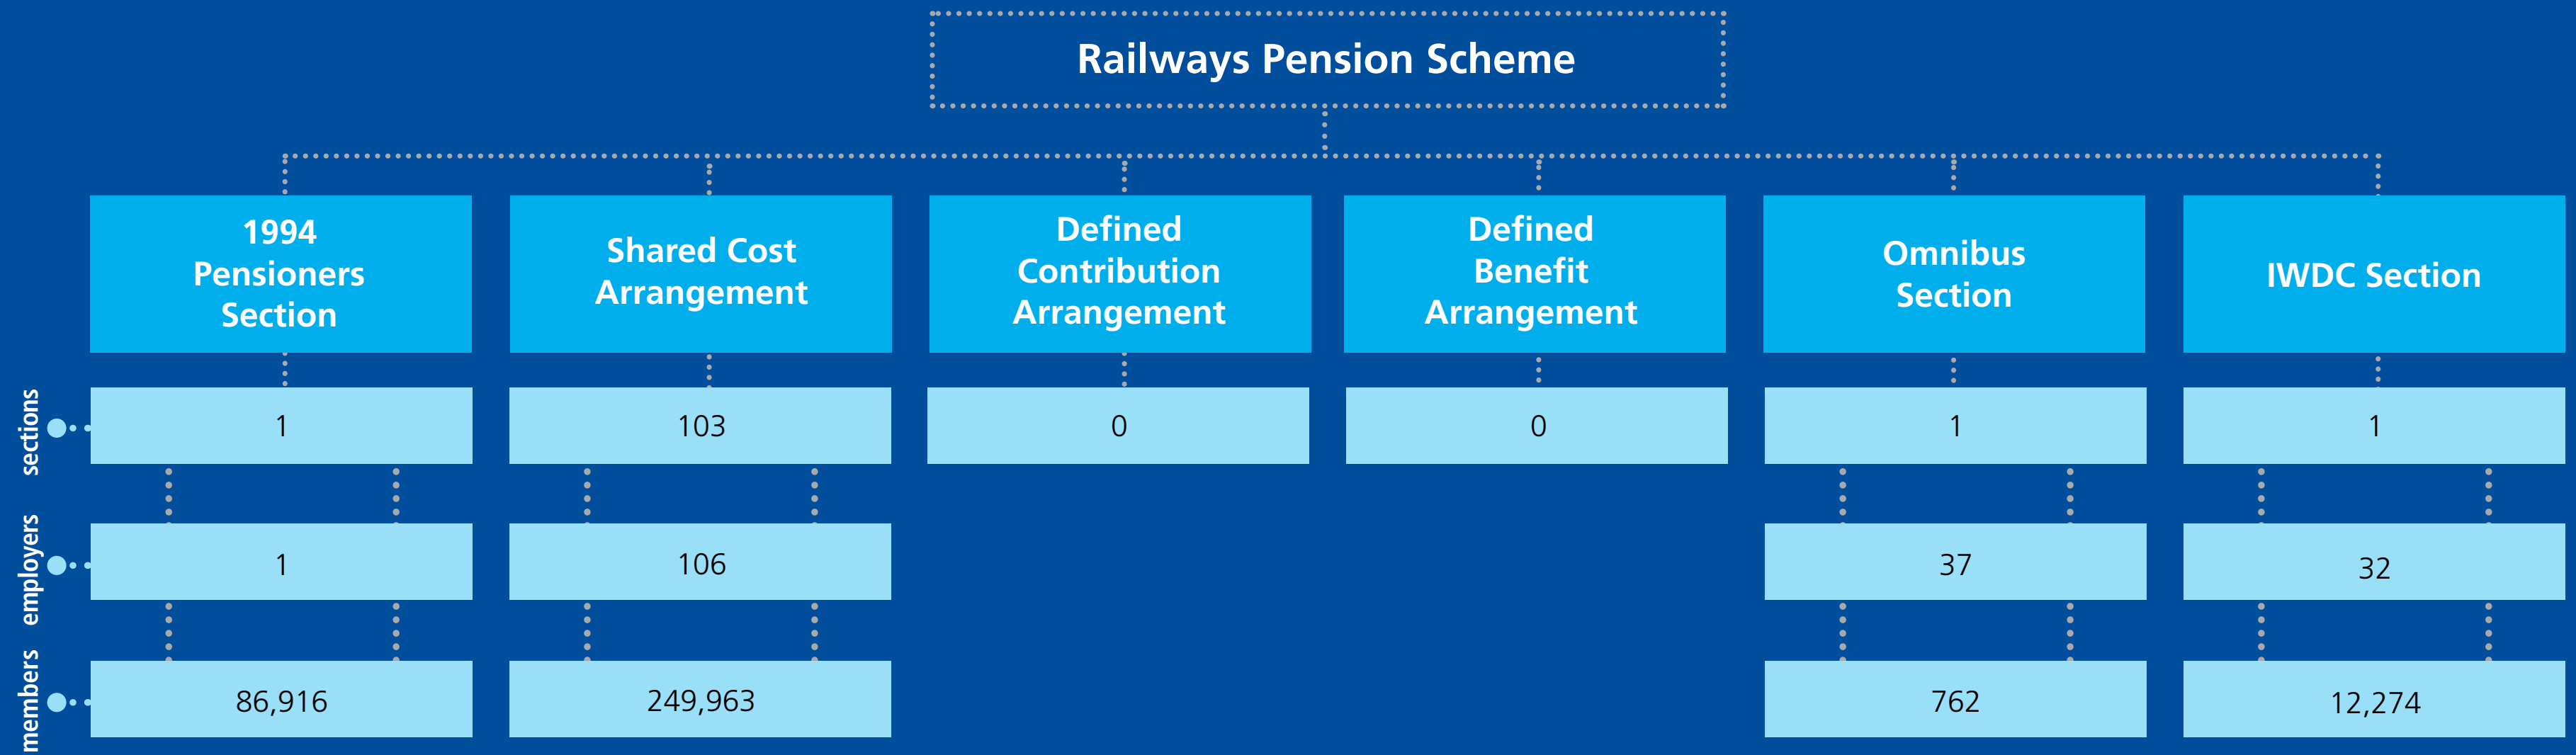 Railways Pension Scheme
1994
Pensioners
Section
Shared Cost
Arrangement
Defined
Contribution
Arrangement
Defined
Benefit
Arrangement
Omnibus
Section
IWDC Section
sections
1
103
0
0
1
1
employers
1
106
37
32
members
86,916
249,963
762
12,274